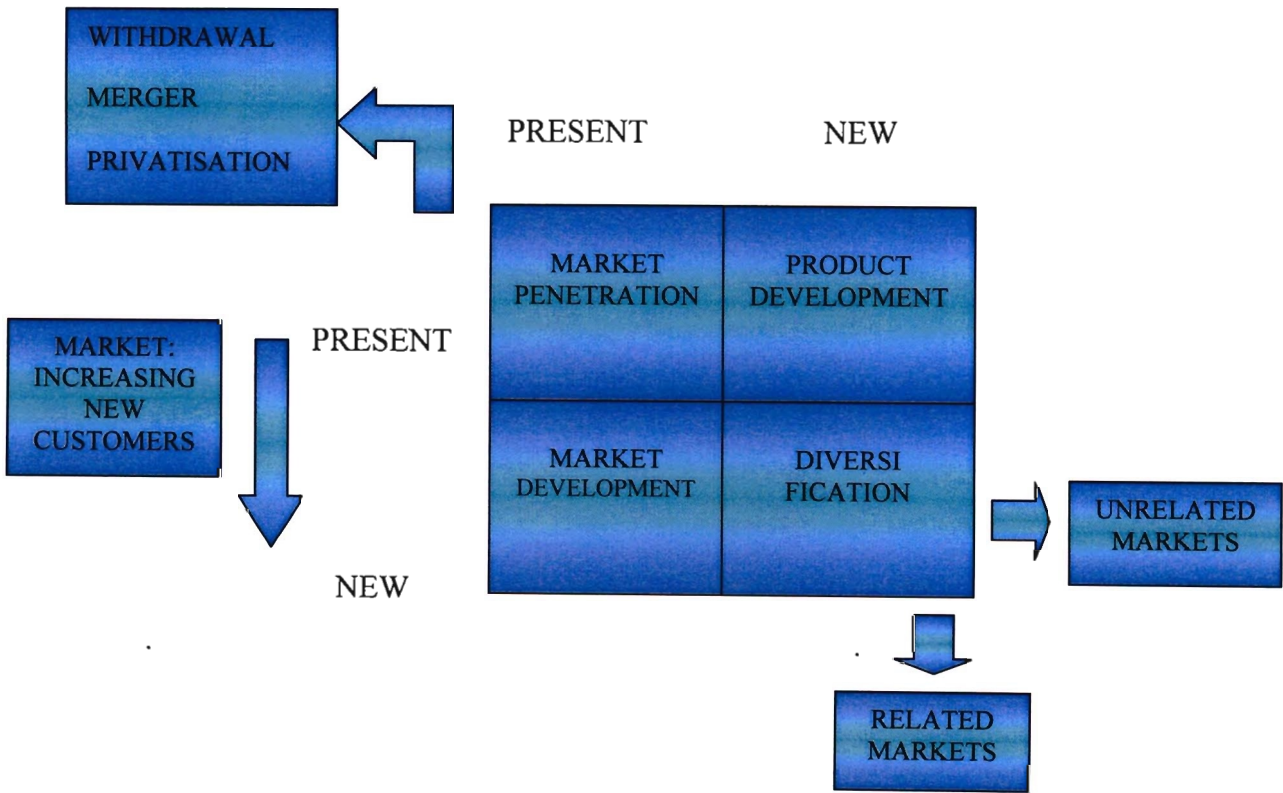 WITHDRAWAL
MERGER
PRIVATISATION
PRESENT
NEW
MARKET
PENETRATION
PRODUCT
DEVELOPMENT
PRESENT
MARKET:
INCREASING
NEW
CUSTOMERS
MARKET
DEVELOPMENT
DIVERSI
FICATION
UNRELATED
MARKETS
NEW
RELATED
MARKETS